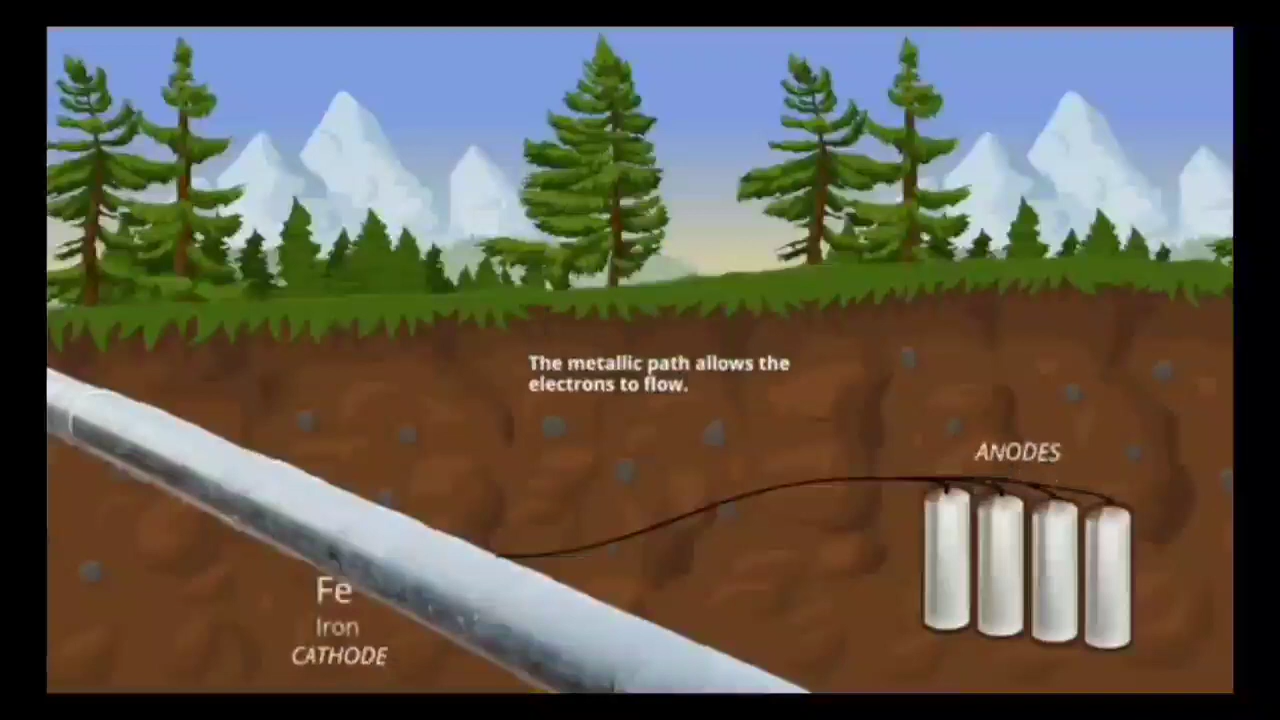 The metallic path allows the
electrons to flow.
ANODES
Fe
Iron
CATHODE